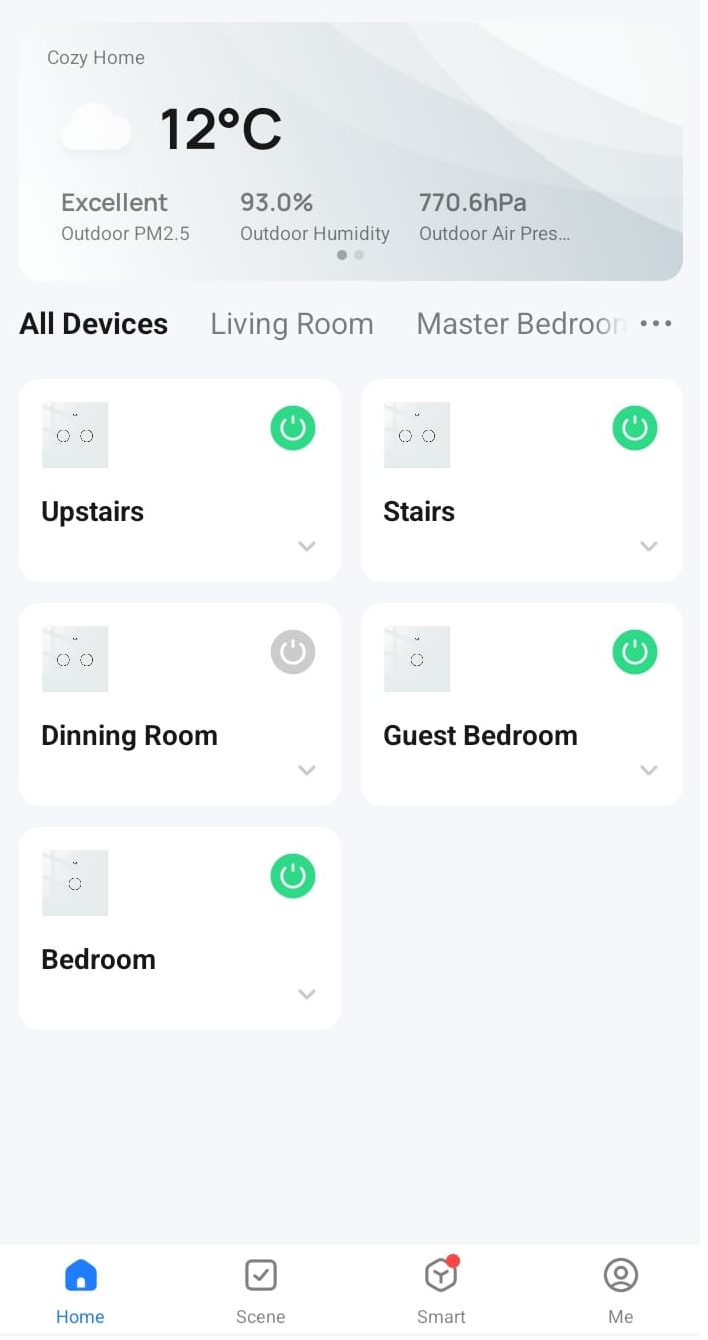 Cozy Home
12°C
Excellent 93.0% 770.6hPa
Outdoor PM2.5 Outdoor Humidity Outdoor Air Pres...
All Devices Living Room Master Bedroom
Upstairs Stairs
Dinning Room Guest Bedroom
Bedroom
Home Scene Smart Me